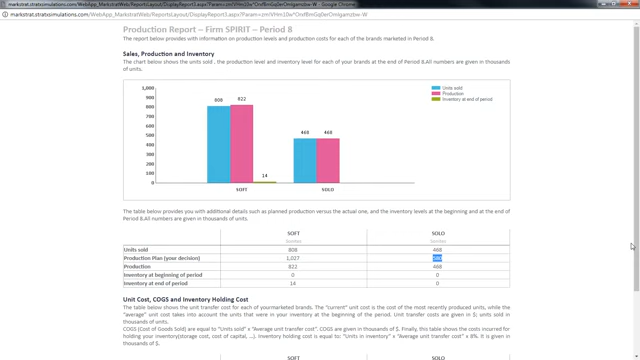 markstrat.stratxsimulations.com/WebApp_MarkstratWeb/ReportsLayout/DisplayReport3.aspx - Google Chrome
markstrat.stratxsimulations.com/WebApp_MarkstratWeb/ReportsLayout/DisplayReport3.aspx
Production Report – Firm SPIRIT – Period 8
The report below provides with information on production levels and production costs for each of the brands marketed in Period 8.
Sales, Production and Inventory
The chart below shows the units sold , the production level and inventory level for each of your brands at the end of Period 8.All numbers are given in thousands
of units.
1,000
900
800
700
600
500
400
300
200
100
0
808
822
14
468
468
SOFT
SOLO
Units sold
Production
Inventory at end of period
The table below provides you with additional details such as planned production versus the actual one, and the inventory levels at the beginning and at the end of
Period 8.All numbers are given in thousands of units.
SOFT SOLO
Units sold 808 468
Production Plan (your decision) 1,027
Production 822 468
Inventory at beginning of period 0 0
Inventory at end of period 14 0
Unit Cost, COGS and Inventory Holding Cost
The table below shows the unit transfer cost for each of yourmarketed brands. The "current" unit cost is the cost of the most recently produced units, while the
"average" unit cost takes into account the units that were in your inventory at the beginning of the period. Unit transfer costs are given in $; units sold in
thousands of units.
COGS (Cost of Goods Sold) are equal to "Units sold" x "Average unit transfer cost". COGS are given in thousands of $. Finally, this table shows the costs incurred for
holding your inventory(storage cost, cost of capital, ...). Inventory holding cost is equal to: "Units in inventory" x "Average unit transfer cost" x 8%. It is given in
thousands of $.
SOFT SOLO